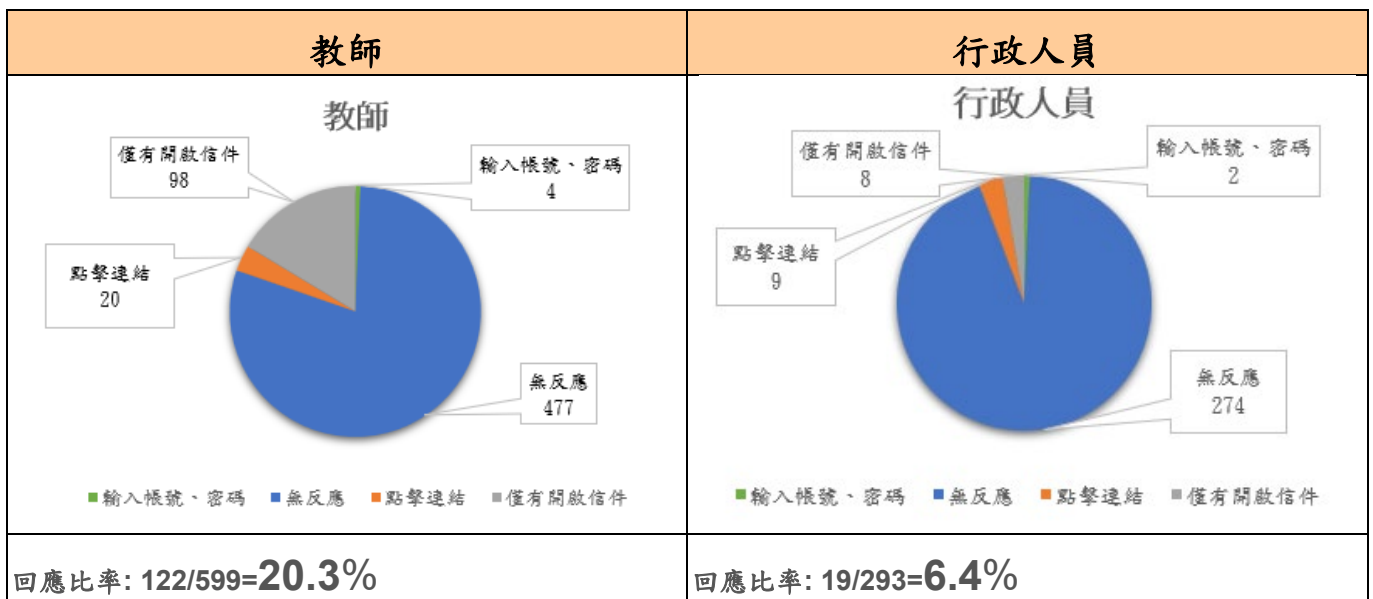 教師
行政人員
教師
僅有開啟信件
98
輸入帳號、密碼
4
點擊連結
20
無反應
477
輸入帳號、密碼 無反應 點擊連結 僅有開啟信件
行政人員
僅有開啟信件
8
輸入帳號、密碼
2
點擊連結
9
無反應
274
輸入帳號、密碼 無反應 點擊連結 僅有開啟信件
回應比率: 122/599=20.3%
回應比率: 19/293=6.4%